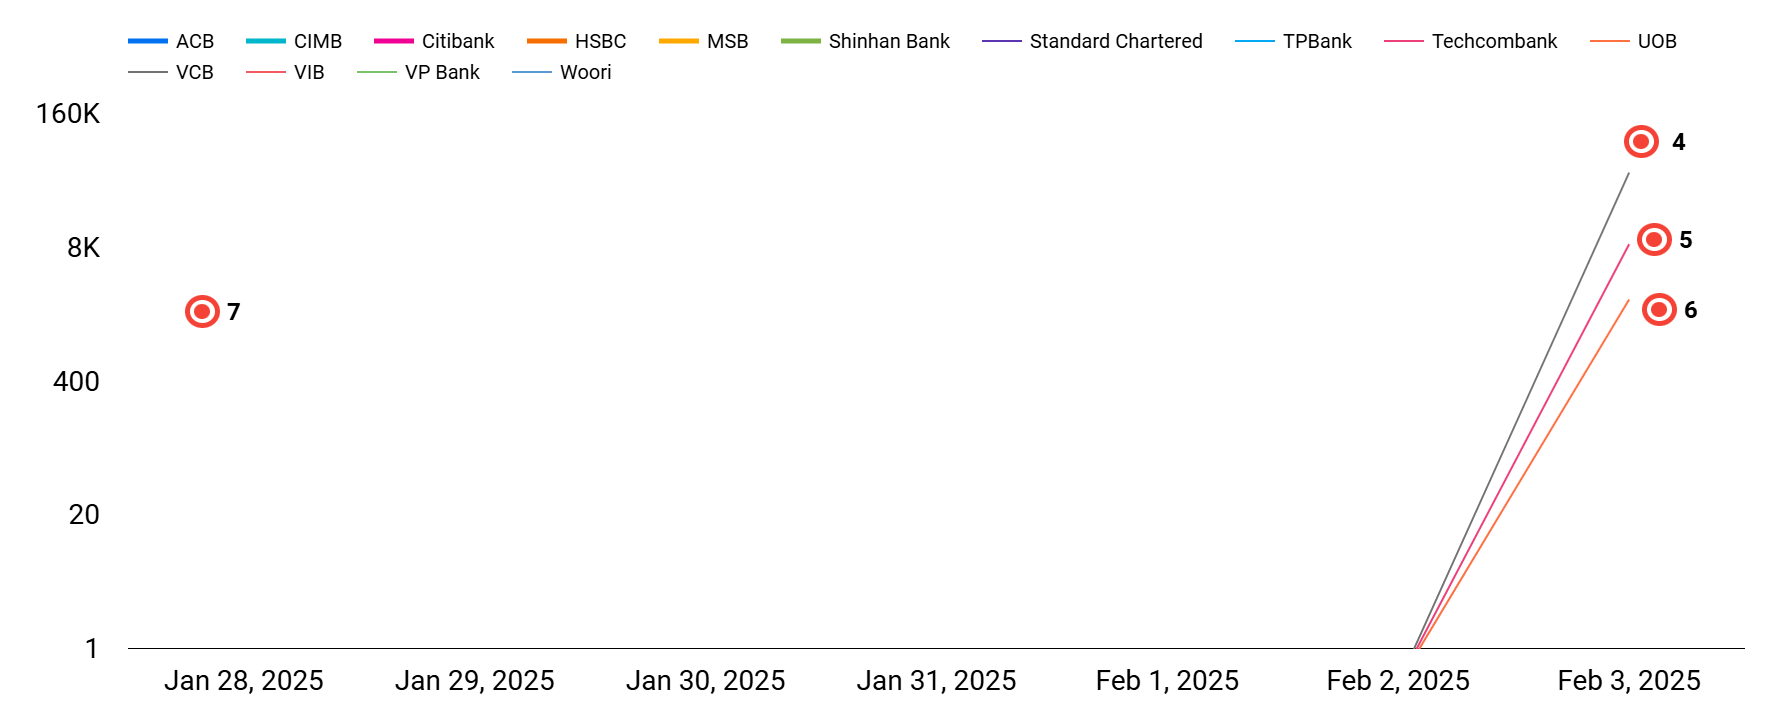 ACB CIMB Citibank HSBC MSB Shinhan Bank Standard Chartered TPBank Techcombank UOB
VCB VIB VP Bank Woori
160K
4
8K
5
7
6
400
20
1
Jan 28, 2025 Jan 29, 2025 Jan 30, 2025 Jan 31, 2025 Feb 1, 2025 Feb 2, 2025 Feb 3, 2025